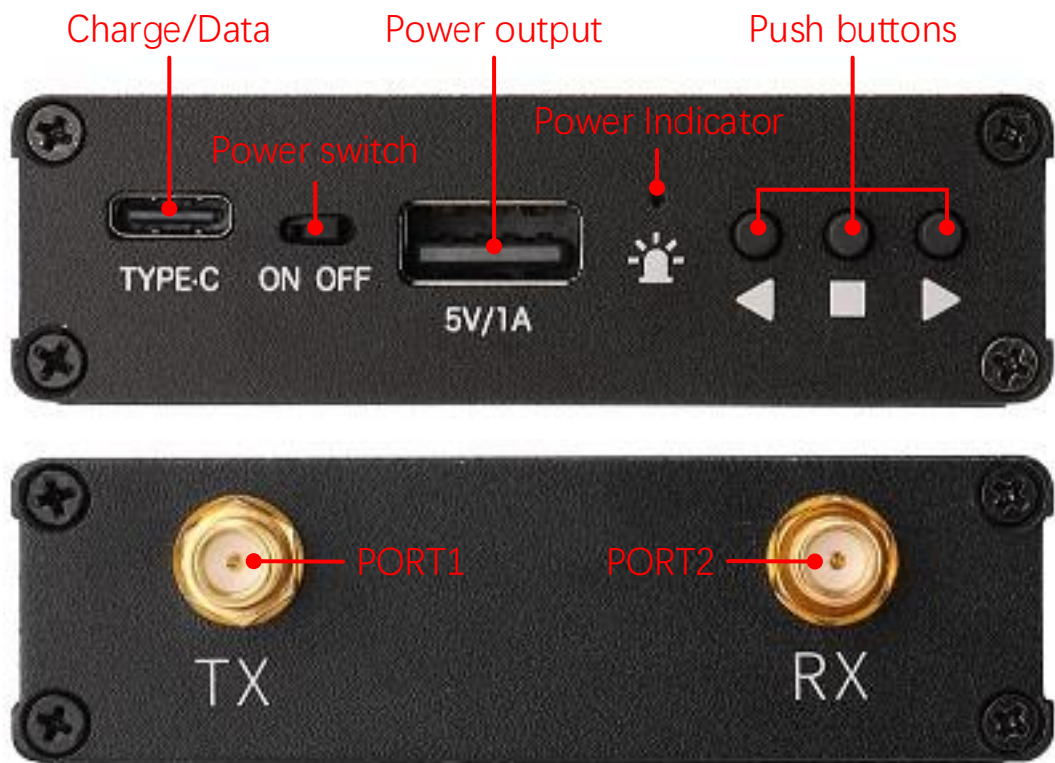 Charge/Data Power output Push buttons
Power Indicator
Power switch
TYPE-C ON OFF
5V/1A
PORT1 PORT2
TX RX